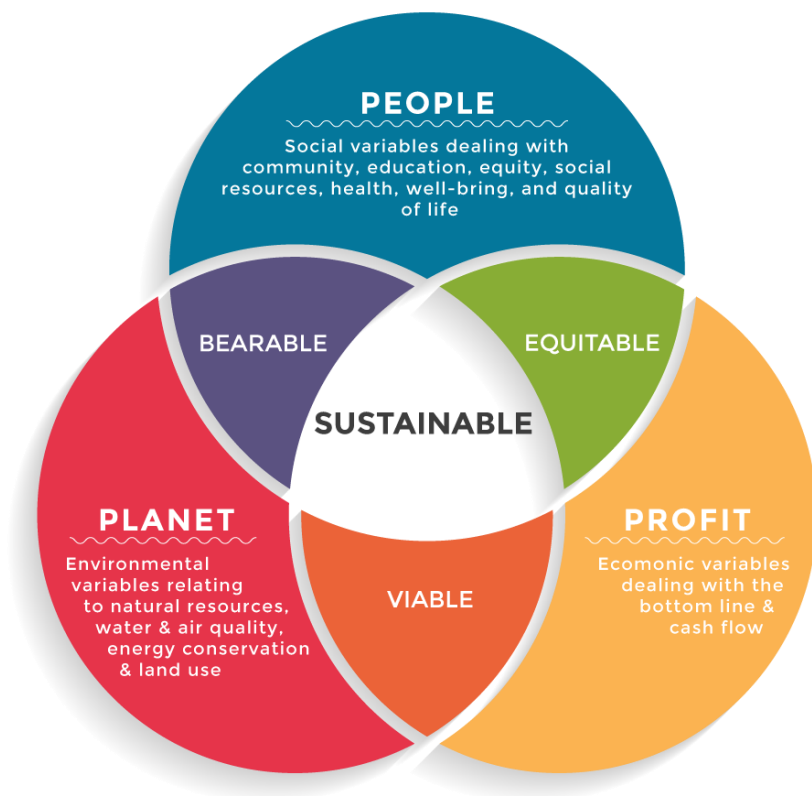 PEOPLE
Social variables dealing with
community, education, equity, social
resources, health, well-bring, and quality
of life
BEARABLE
EQUITABLE
SUSTAINABLE
PLANET
Environmental
variables relating
to natural resources,
water & air quality,
energy conservation
& land use
PROFIT
Ecomonic variables
dealing with the
bottom line &
cash flow
VIABLE